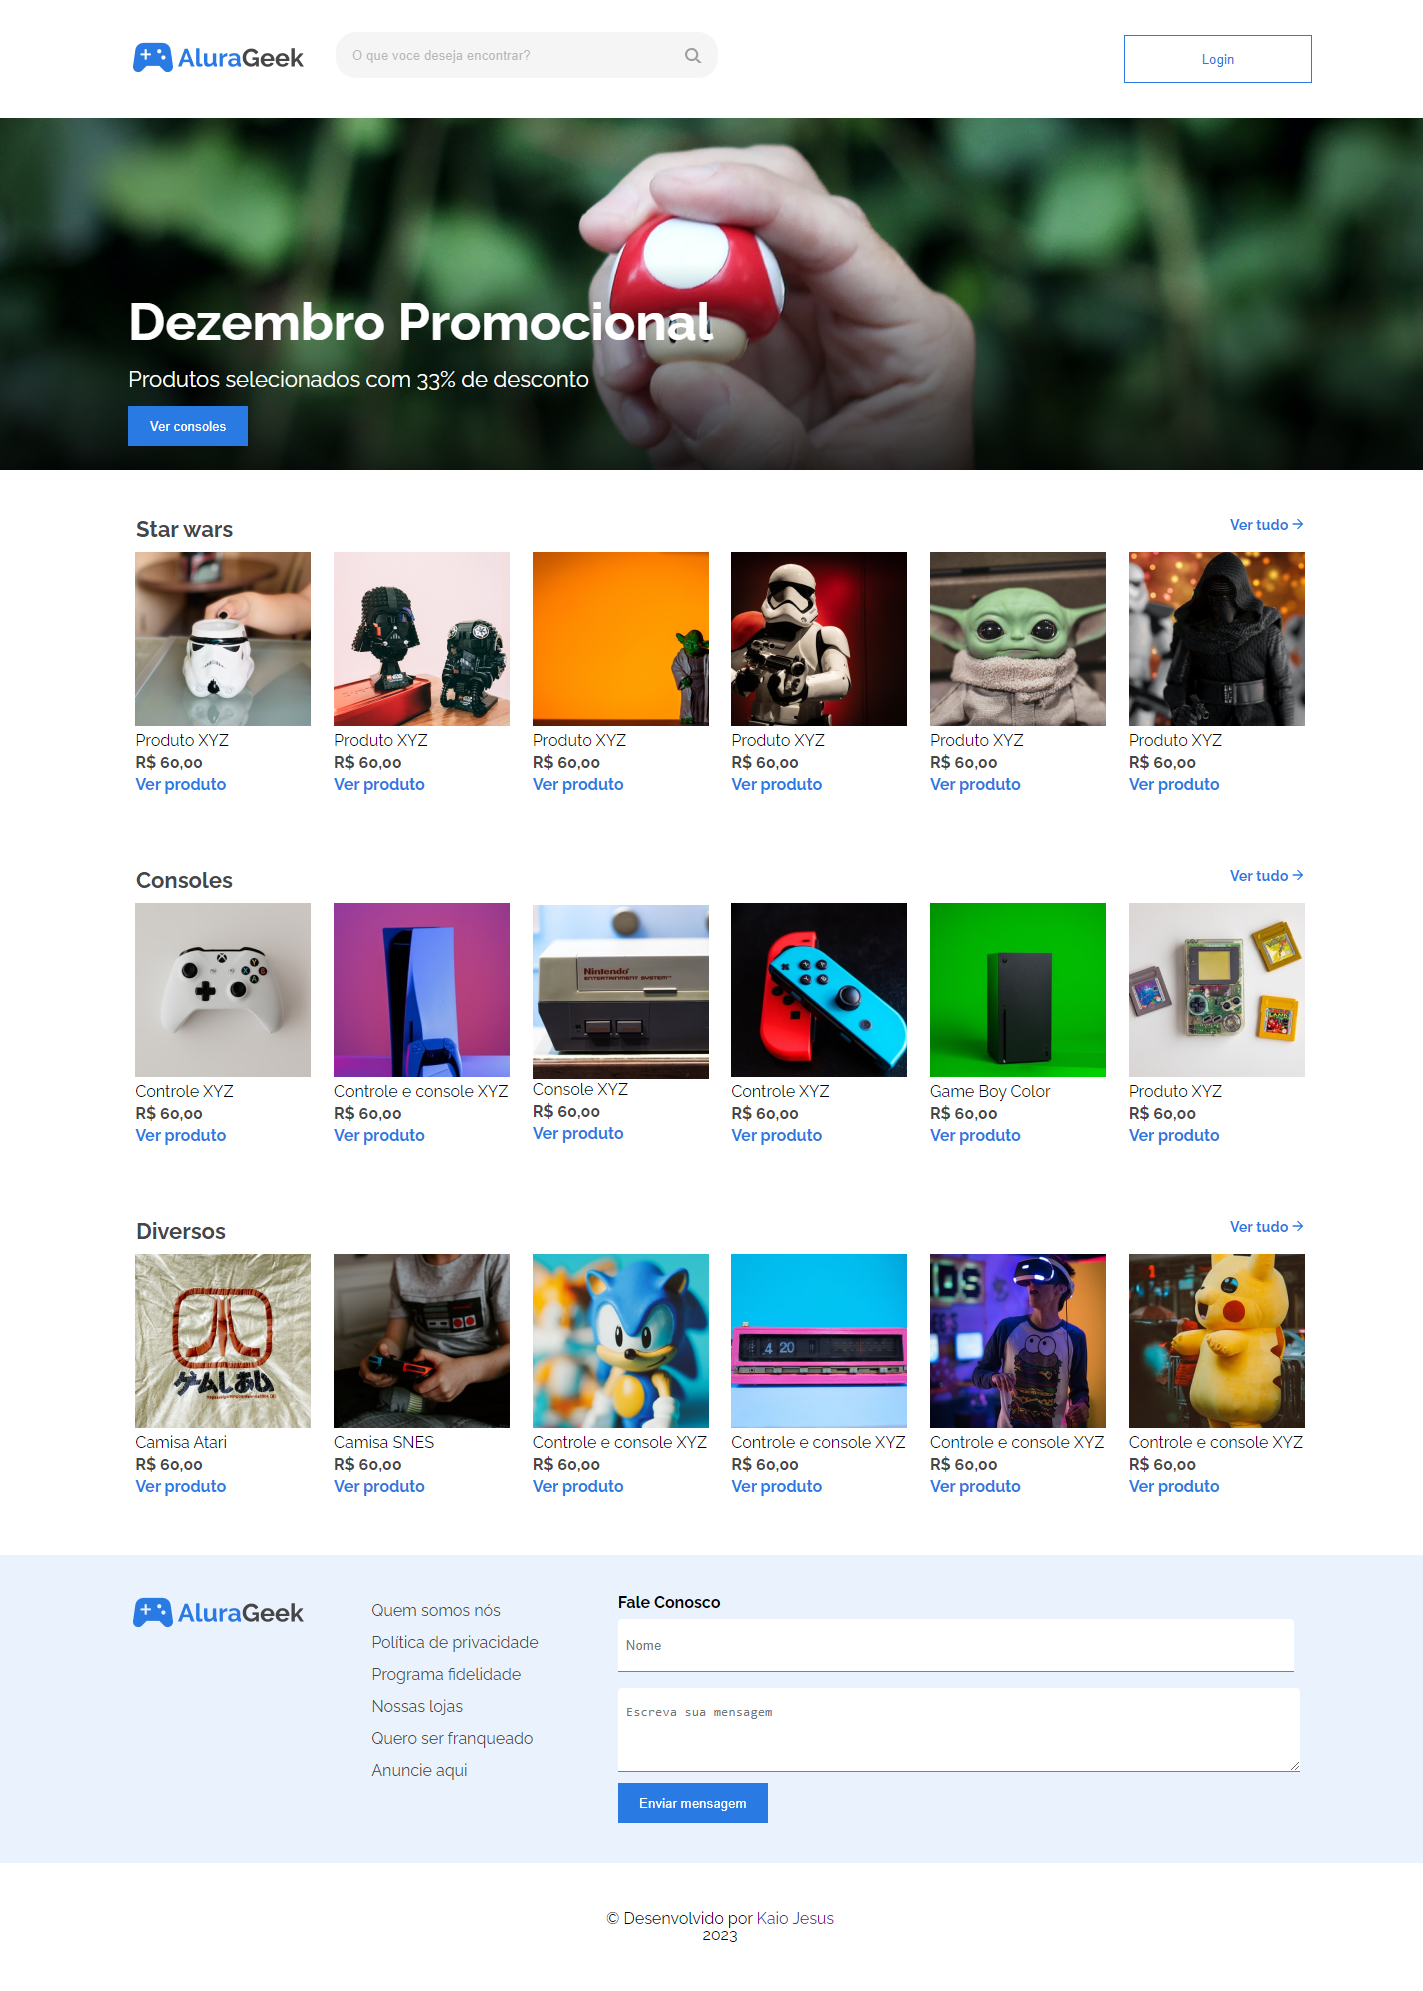 AluraGeek
O que voce deseja encontrar?
Login
Dezembro Promocional
Produtos selecionados com 33% de desconto
Ver consoles
Star wars
Ver tudo →
Produto XYZ
R$ 60,00
Ver produto
Produto XYZ
R$ 60,00
Ver produto
Produto XYZ
R$ 60,00
Ver produto
Produto XYZ
R$ 60,00
Ver produto
Produto XYZ
R$ 60,00
Ver produto
Produto XYZ
R$ 60,00
Ver produto
Consoles
Ver tudo →
Controle XYZ
R$ 60,00
Ver produto
Controle e console XYZ
R$ 60,00
Ver produto
Nintendo
ENTERTAINMENT SYSTEM™
Console XYZ
R$ 60,00
Ver produto
Controle XYZ
R$ 60,00
Ver produto
Game Boy Color
R$ 60,00
Ver produto
Produto XYZ
R$ 60,00
Ver produto
Diversos
Ver tudo →
Camisa Atari
R$ 60,00
Ver produto
Camisa SNES
R$ 60,00
Ver produto
Controle e console XYZ
R$ 60,00
Ver produto
4 20
Controle e console XYZ
R$ 60,00
Ver produto
Controle e console XYZ
R$ 60,00
Ver produto
Controle e console XYZ
R$ 60,00
Ver produto
AluraGeek
Quem somos nós
Política de privacidade
Programa fidelidade
Nossas lojas
Quero ser franqueado
Anuncie aqui
Fale Conosco
Nome
Escreva sua mensagem
Enviar mensagem
© Desenvolvido por Kaio Jesus
2023